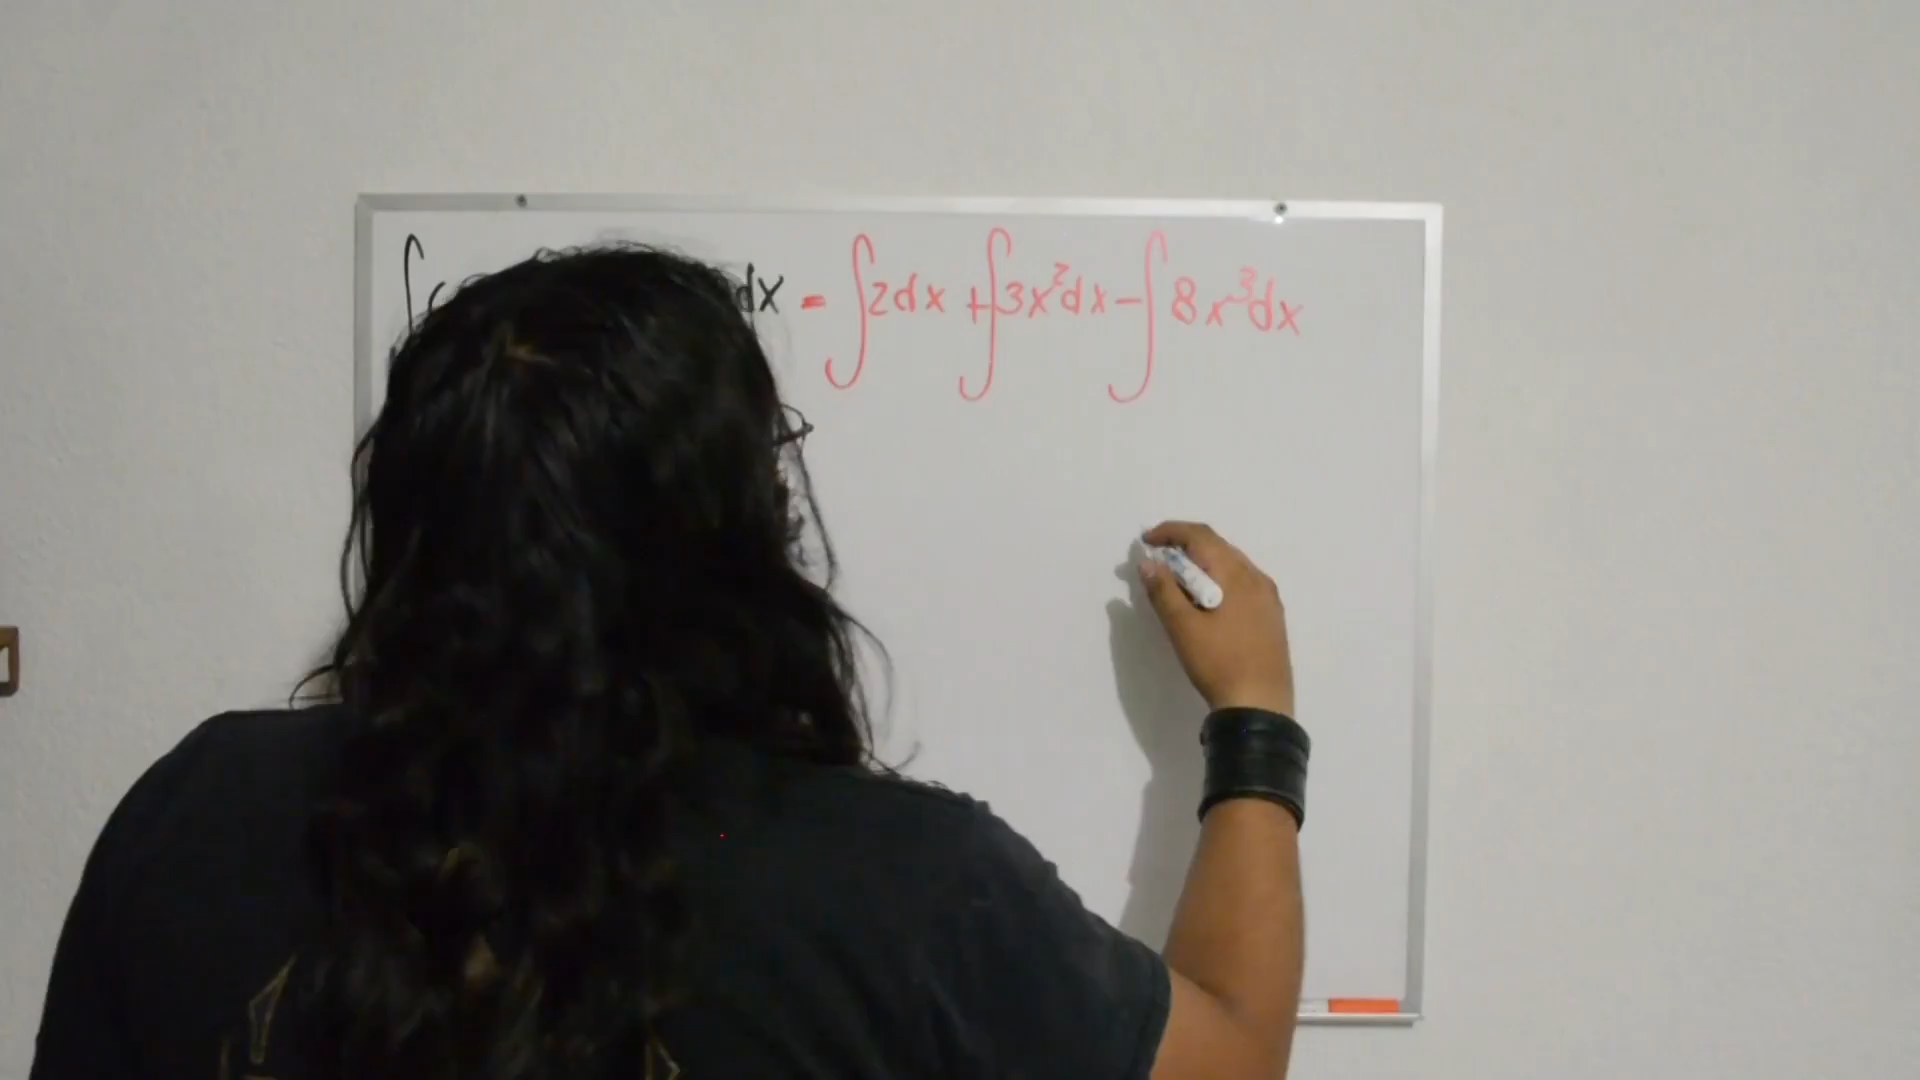 ∫( dx = ∫2dx + ∫3x²dx - ∫8x³dx